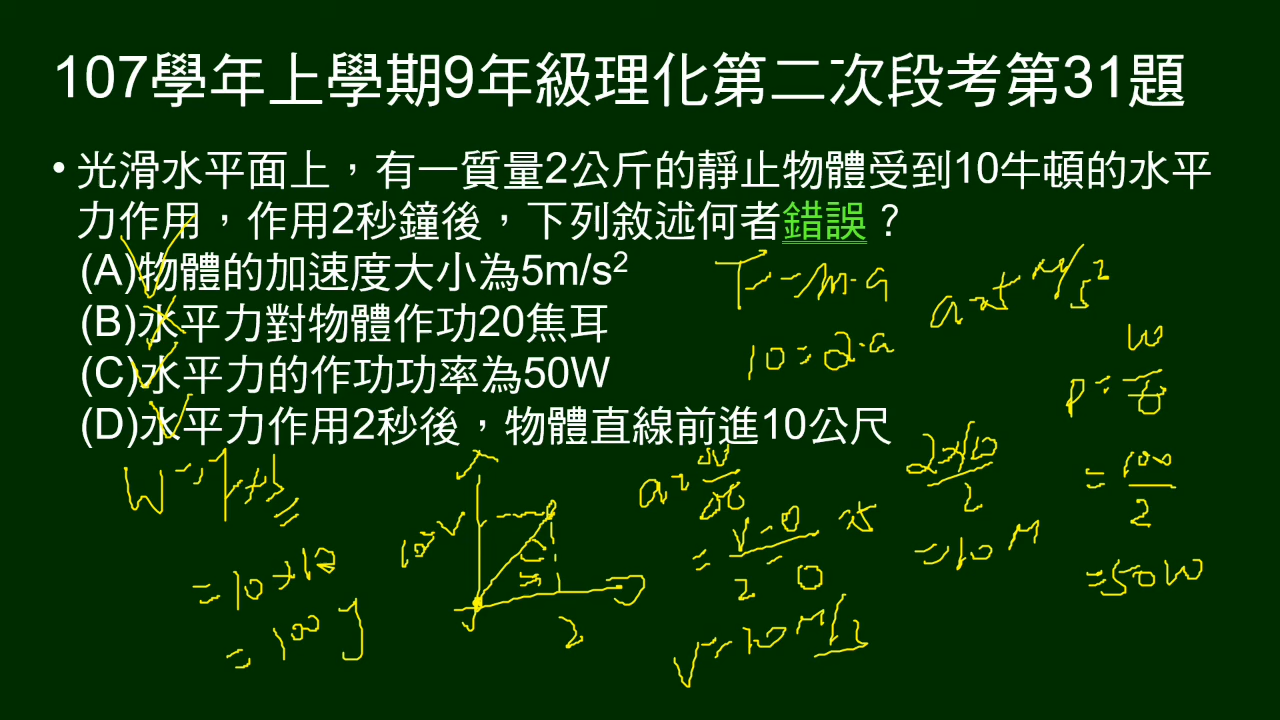 107學年上學期9年級理化第二次段考第31題
• 光滑水平面上，有一質量2公斤的靜止物體受到10牛頓的水平
力作用，作用2秒鐘後，下列敘述何者錯誤？
(A)物體的加速度大小為5m/s²
(B)水平力對物體作功20焦耳
(C)水平力的作功功率為50W
(D)水平力作用2秒後，物體直線前進10公尺
10=2·a
W
P=
2×10
2
=10 M
100
=
2
=50W
=10×10
=100 J
2
V=10 M/s